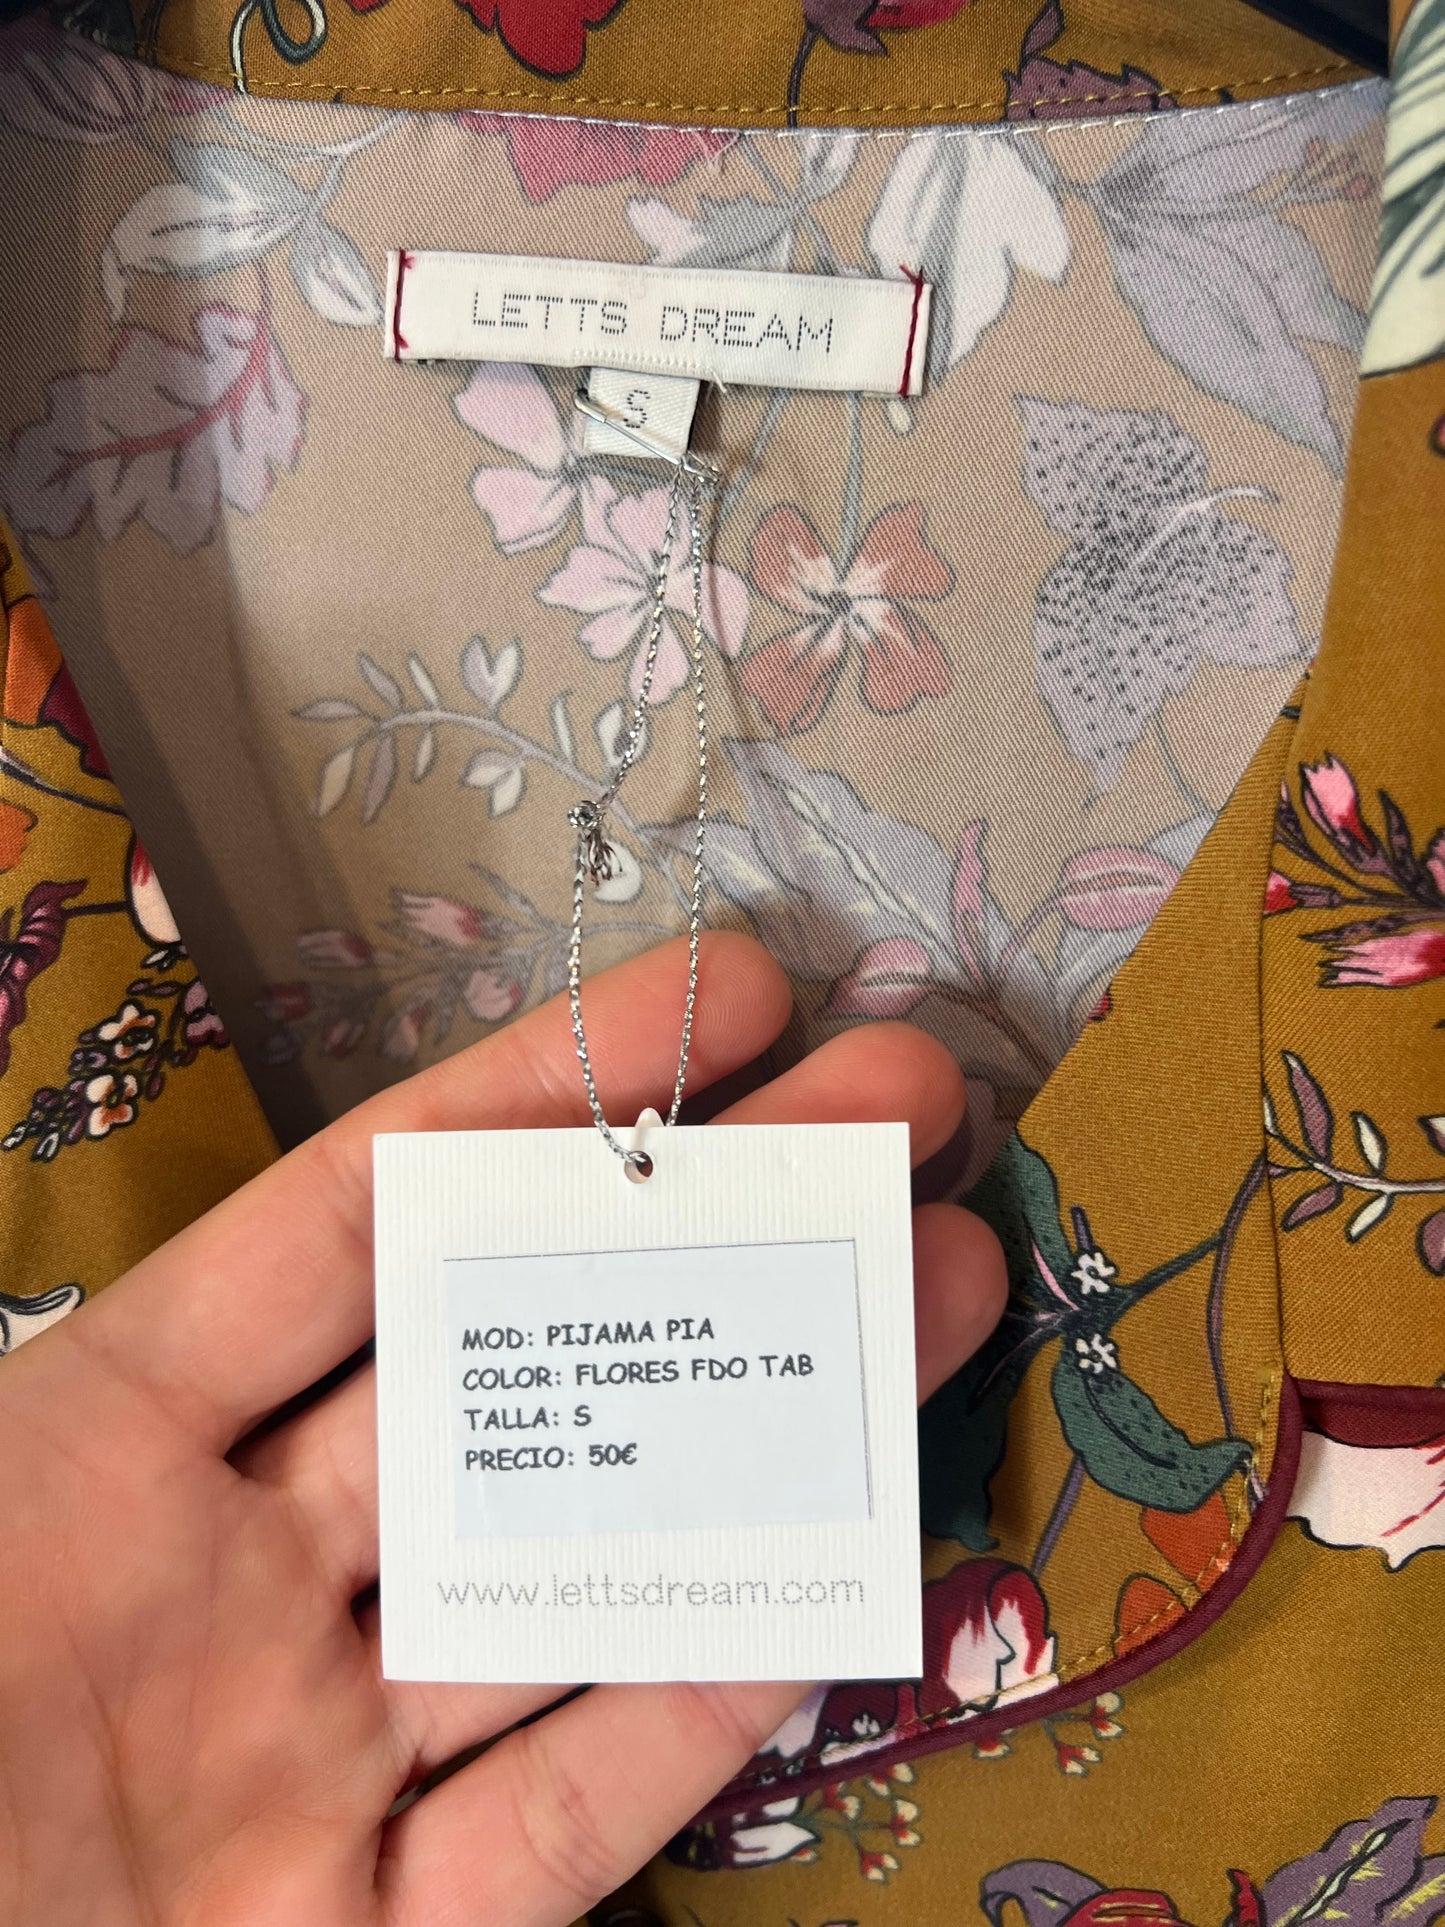 LETTS DREAM
S
MOD: PIJAMA PIA
COLOR: FLORES FDO TAB
TALLA: S
PRECIO: 50€
www.lettsdream.com